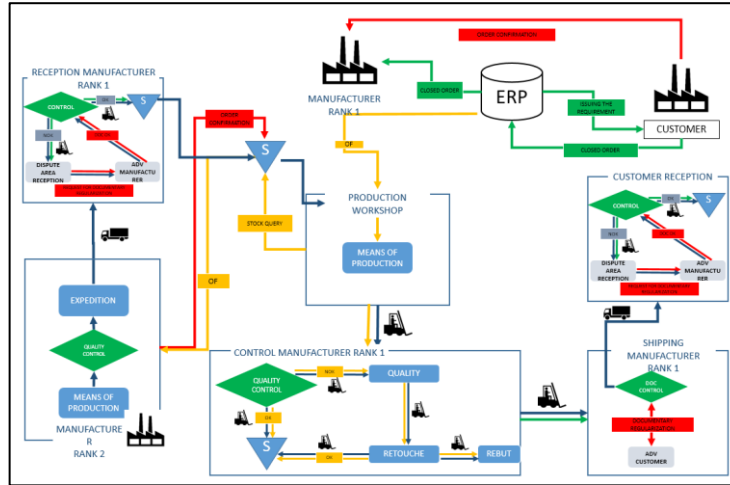 RECEPTION MANUFACTURER
RANK 1
CONTROL
OK
S
NOK
DISPUTE
AREA
RECEPTION
ADV
MANUFACTU
RER
EXPEDITION
QUALITY
CONTROL
MEANS OF
PRODUCTION
MANUFACTURE
R
RANK 2
ORDER
CONFIRMATION
S
STOCK QUERY
OF
MANUFACTURER
RANK 1
ORDER CONFIRMATION
CLOSED ORDER
ERP
ISSUING THE
REQUIREMENT
CUSTOMER
CLOSED ORDER
OF
PRODUCTION
WORKSHOP
MEANS OF
PRODUCTION
CONTROL MANUFACTURER RANK 1
QUALITY
CONTROL
NOK
QUALITY
OK
S
OK
RETOUCHE
REBUT
CUSTOMER RECEPTION
CONTROL
OK
S
NOK
DISPUTE
AREA
RECEPTION
ADV
MANUFACTU
RER
SHIPPING
MANUFACTURER
RANK 1
DOC
CONTROL
DOCUMENTARY
REGULARIZATION
ADV
CUSTOMER